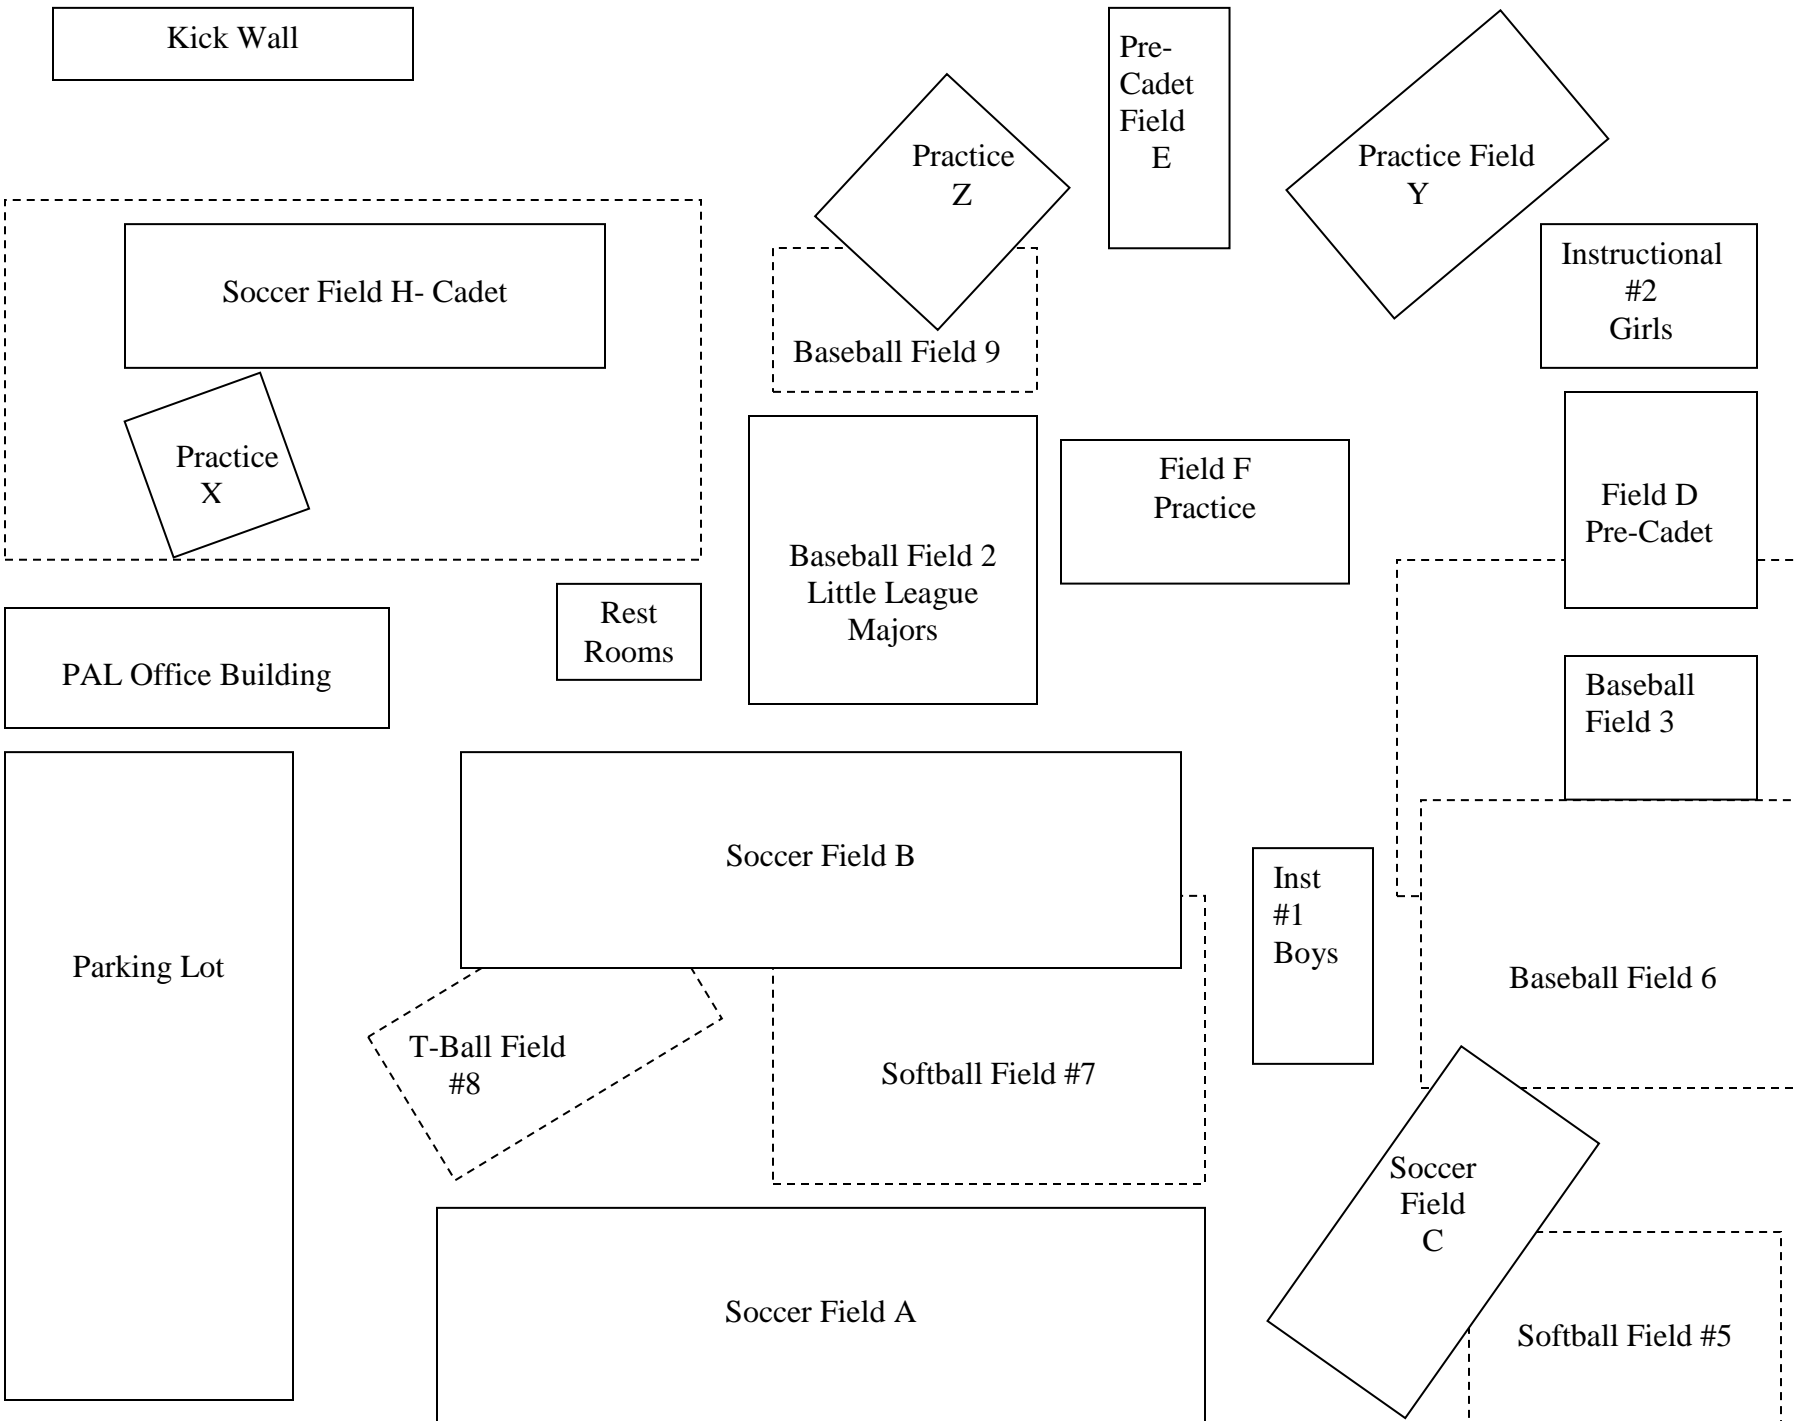 Kick Wall
Pre-
Cadet
Field
E
Practice
Z
Practice Field
Y
Soccer Field H- Cadet
Instructional
#2
Girls
Baseball Field 9
Practice
X
Field F
Practice
Field D
Pre-Cadet
Baseball Field 2
Little League
Majors
Rest
Rooms
PAL Office Building
Baseball
Field 3
Soccer Field B
Inst
#1
Boys
Parking Lot
Baseball Field 6
T-Ball Field
#8
Softball Field #7
Soccer
Field
C
Soccer Field A
Softball Field #5